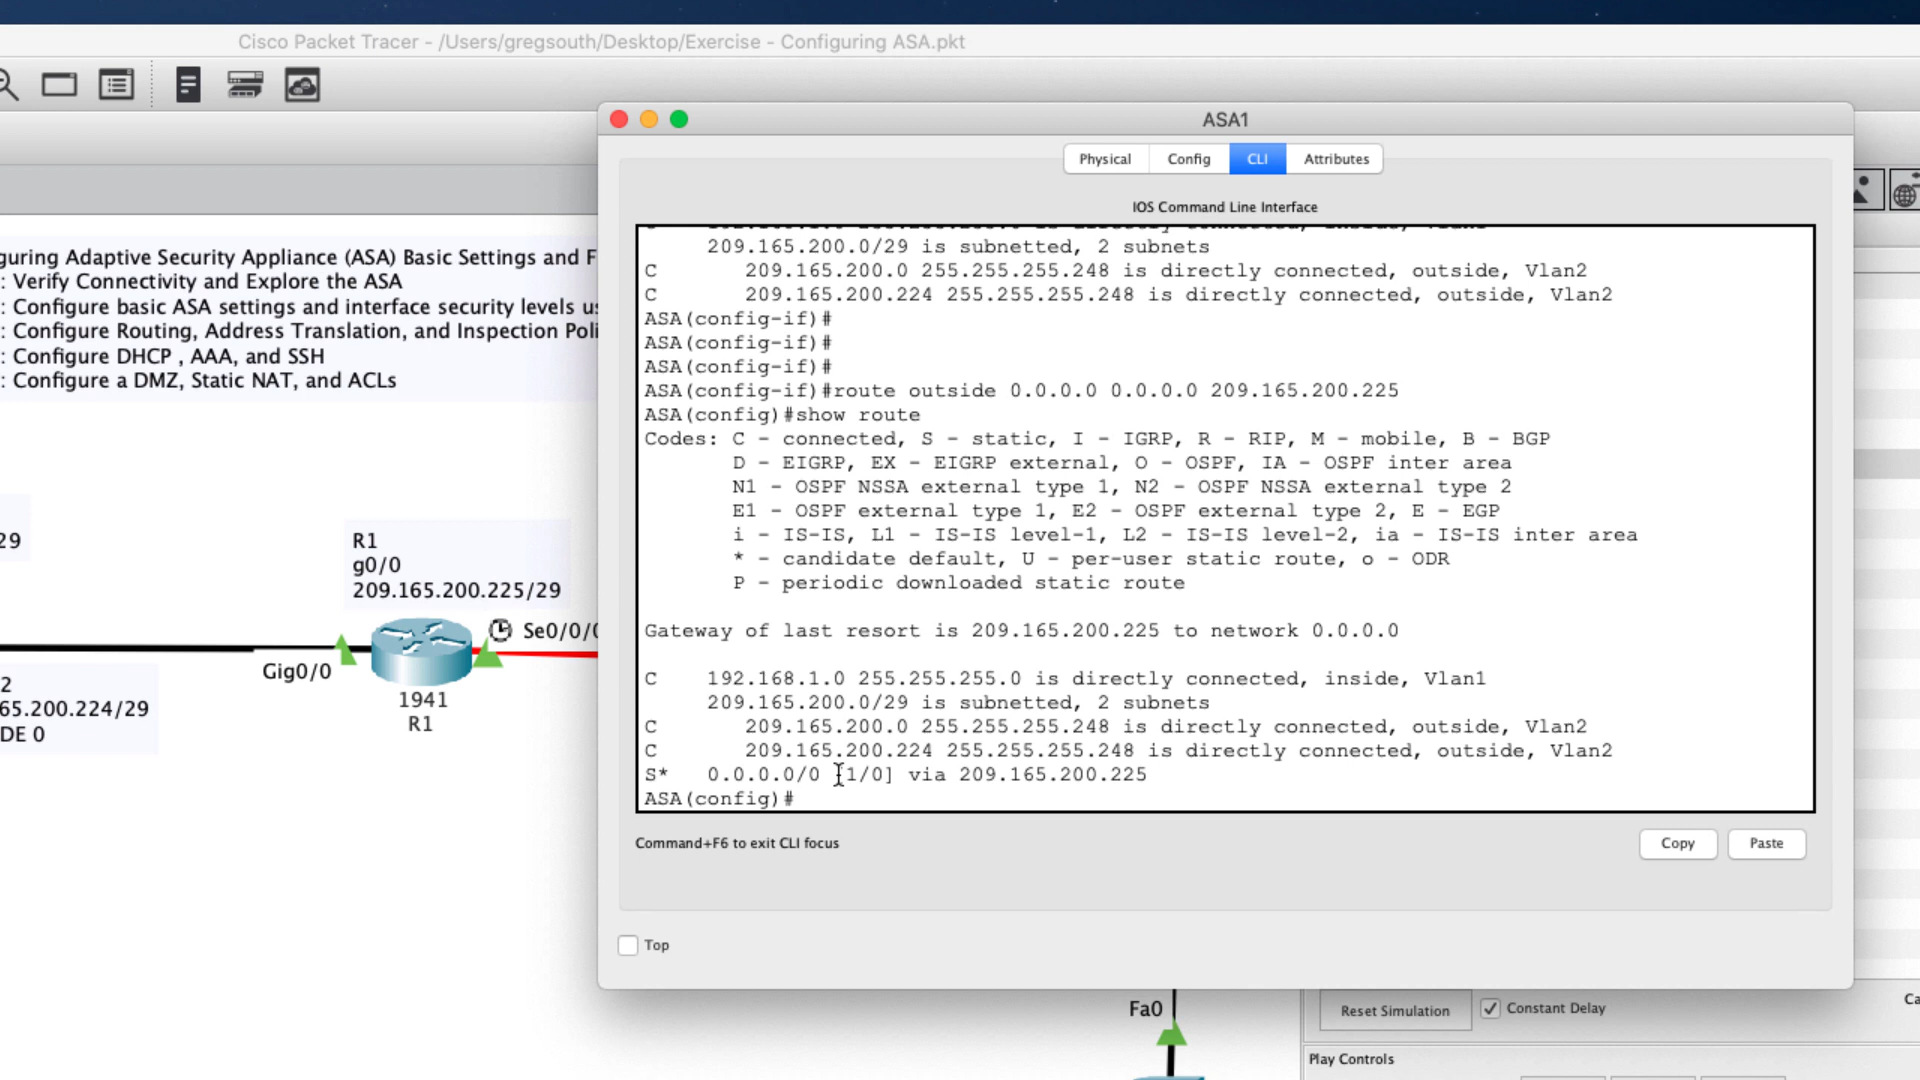 Cisco Packet Tracer - /Users/gregsouth/Desktop/Exercise - Configuring ASA.pkt
guring Adaptive Security Appliance (ASA) Basic Settings and F
: Verify Connectivity and Explore the ASA
: Configure basic ASA settings and interface security levels us
: Configure Routing, Address Translation, and Inspection Poli
: Configure DHCP , AAA, and SSH
: Configure a DMZ, Static NAT, and ACLs
29
R1
g0/0
209.165.200.225/29
Se0/0/0
Gig0/0
1941
R1
2
65.200.224/29
DE 0
ASA1
Physical
Config
CLI
Attributes
IOS Command Line Interface
209.165.200.0/29 is subnetted, 2 subnets
C 209.165.200.0 255.255.255.248 is directly connected, outside, Vlan2
C 209.165.200.224 255.255.255.248 is directly connected, outside, Vlan2
ASA(config-if)#
ASA(config-if)#
ASA(config-if)#
ASA(config-if)#route outside 0.0.0.0 0.0.0.0 209.165.200.225
ASA(config)#show route
Codes: C - connected, S - static, I - IGRP, R - RIP, M - mobile, B - BGP
D - EIGRP, EX - EIGRP external, O - OSPF, IA - OSPF inter area
N1 - OSPF NSSA external type 1, N2 - OSPF NSSA external type 2
E1 - OSPF external type 1, E2 - OSPF external type 2, E - EGP
i - IS-IS, L1 - IS-IS level-1, L2 - IS-IS level-2, ia - IS-IS inter area
* - candidate default, U - per-user static route, o - ODR
P - periodic downloaded static route
Gateway of last resort is 209.165.200.225 to network 0.0.0.0
C 192.168.1.0 255.255.255.0 is directly connected, inside, Vlan1
209.165.200.0/29 is subnetted, 2 subnets
C 209.165.200.0 255.255.255.248 is directly connected, outside, Vlan2
C 209.165.200.224 255.255.255.248 is directly connected, outside, Vlan2
S* 0.0.0.0/0 [1/0] via 209.165.200.225
ASA(config)#
Command+F6 to exit CLI focus
Copy
Paste
Top
Fa0
Reset Simulation
Constant Delay
Ca
Play Controls